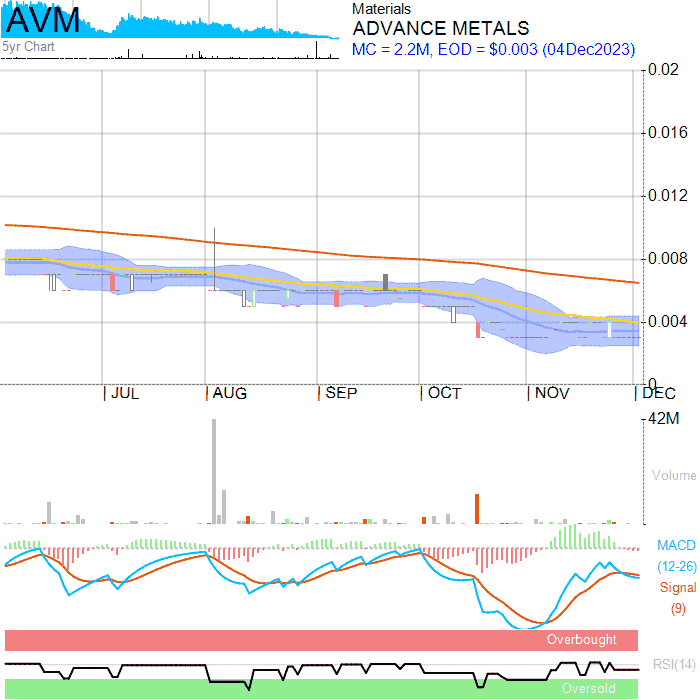 AVM
5yr Chart
Materials
ADVANCE METALS
MC = 2.2M, EOD = $0.003 (04Dec2023)
0.02
0.016
0.012
0.008
0.004
0
JUL AUG SEP OCT NOV DEC
42M
Volume
MACD
(12-26)
Signal
(9)
Overbought
RSI(14)
Oversold